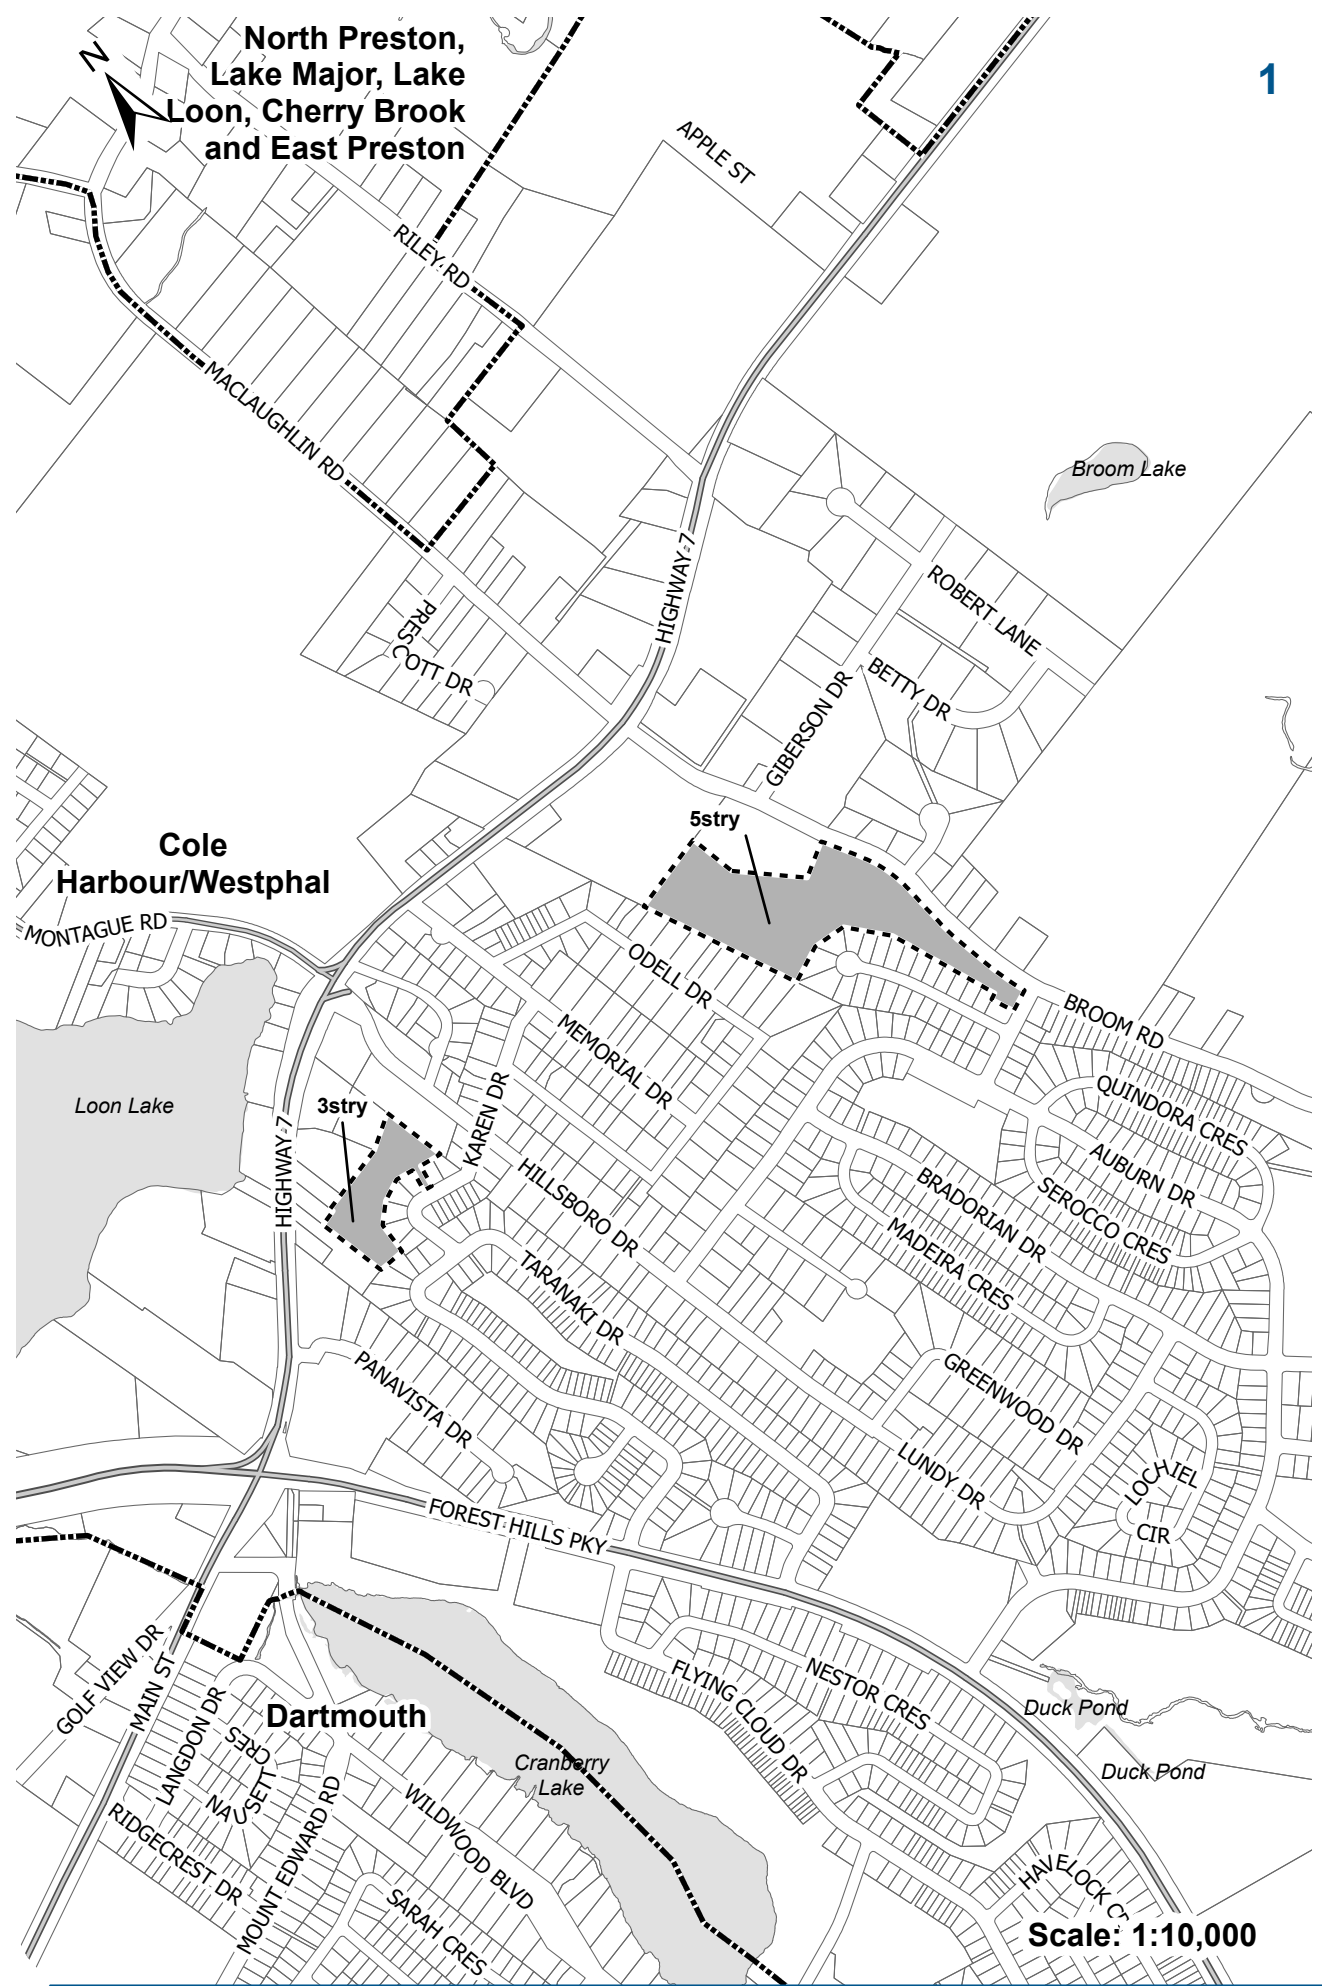 North Preston,
Lake Major, Lake
Loon, Cherry Brook
and East Preston
1
N
APPLE ST
RILEY RD
MACLAUGHLIN RD
Broom Lake
HIGHWAY 7
ROBERT LANE
PRESCOTT DR
BETTY DR
GIBERSON DR
5stry
Cole
Harbour/Westphal
MONTAGUE RD
ODELL DR
BROOM RD
MEMORIAL DR
Loon Lake
3stry
KAREN DR
QUINDORA CRES
HIGHWAY 7
HILLSBORO DR
AUBURN DR
BRADORIAN DR
SEROCCO CRES
MADEIRA CRES
TARANAKI DR
PANAVISTA DR
GREENWOOD DR
LUNDY DR
LOCHIEL
CIR
FOREST HILLS PKY
GOLF VIEW DR
MAIN ST
LANGDON DR
FLYING CLOUD DR
NESTOR CRES
Duck Pond
Dartmouth
NAUSETT CRES
Cranberry
Lake
Duck Pond
RIDGECREST DR
MOUNT EDWARD RD
WILDWOOD BLVD
SARAH CRES
HAVELOCK CR
Scale: 1:10,000